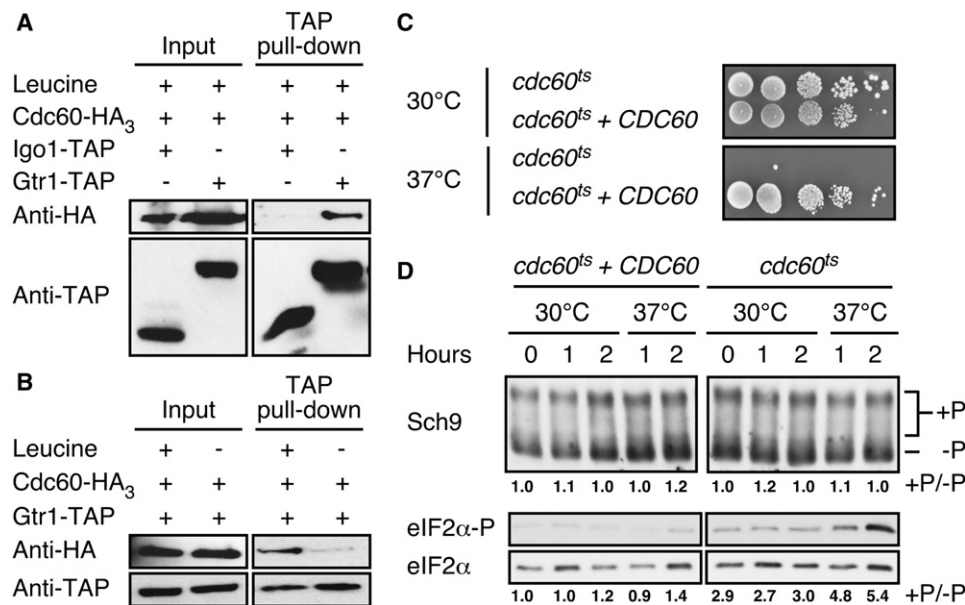 A
Input
TAP
pull-down
Leucine + + + +
Cdc60-HA3 + + + +
Igo1-TAP + - + -
Gtr1-TAP - + - +
Anti-HA
Anti-TAP
B
Input
TAP
pull-down
Leucine + - + -
Cdc60-HA3 + + + +
Gtr1-TAP + + + +
Anti-HA
Anti-TAP
C
30°C
cdc60ts
cdc60ts + CDC60
37°C
cdc60ts
cdc60ts + CDC60
D
cdc60ts + CDC60 cdc60ts
30°C 37°C 30°C 37°C
Hours 0 1 2 1 2 0 1 2 1 2
Sch9
+P
-P
1.0 1.1 1.0 1.0 1.2 1.0 1.2 1.0 1.1 1.0 +P/-P
eIF2α-P
eIF2α
1.0 1.0 1.2 0.9 1.4 2.9 2.7 3.0 4.8 5.4 +P/-P